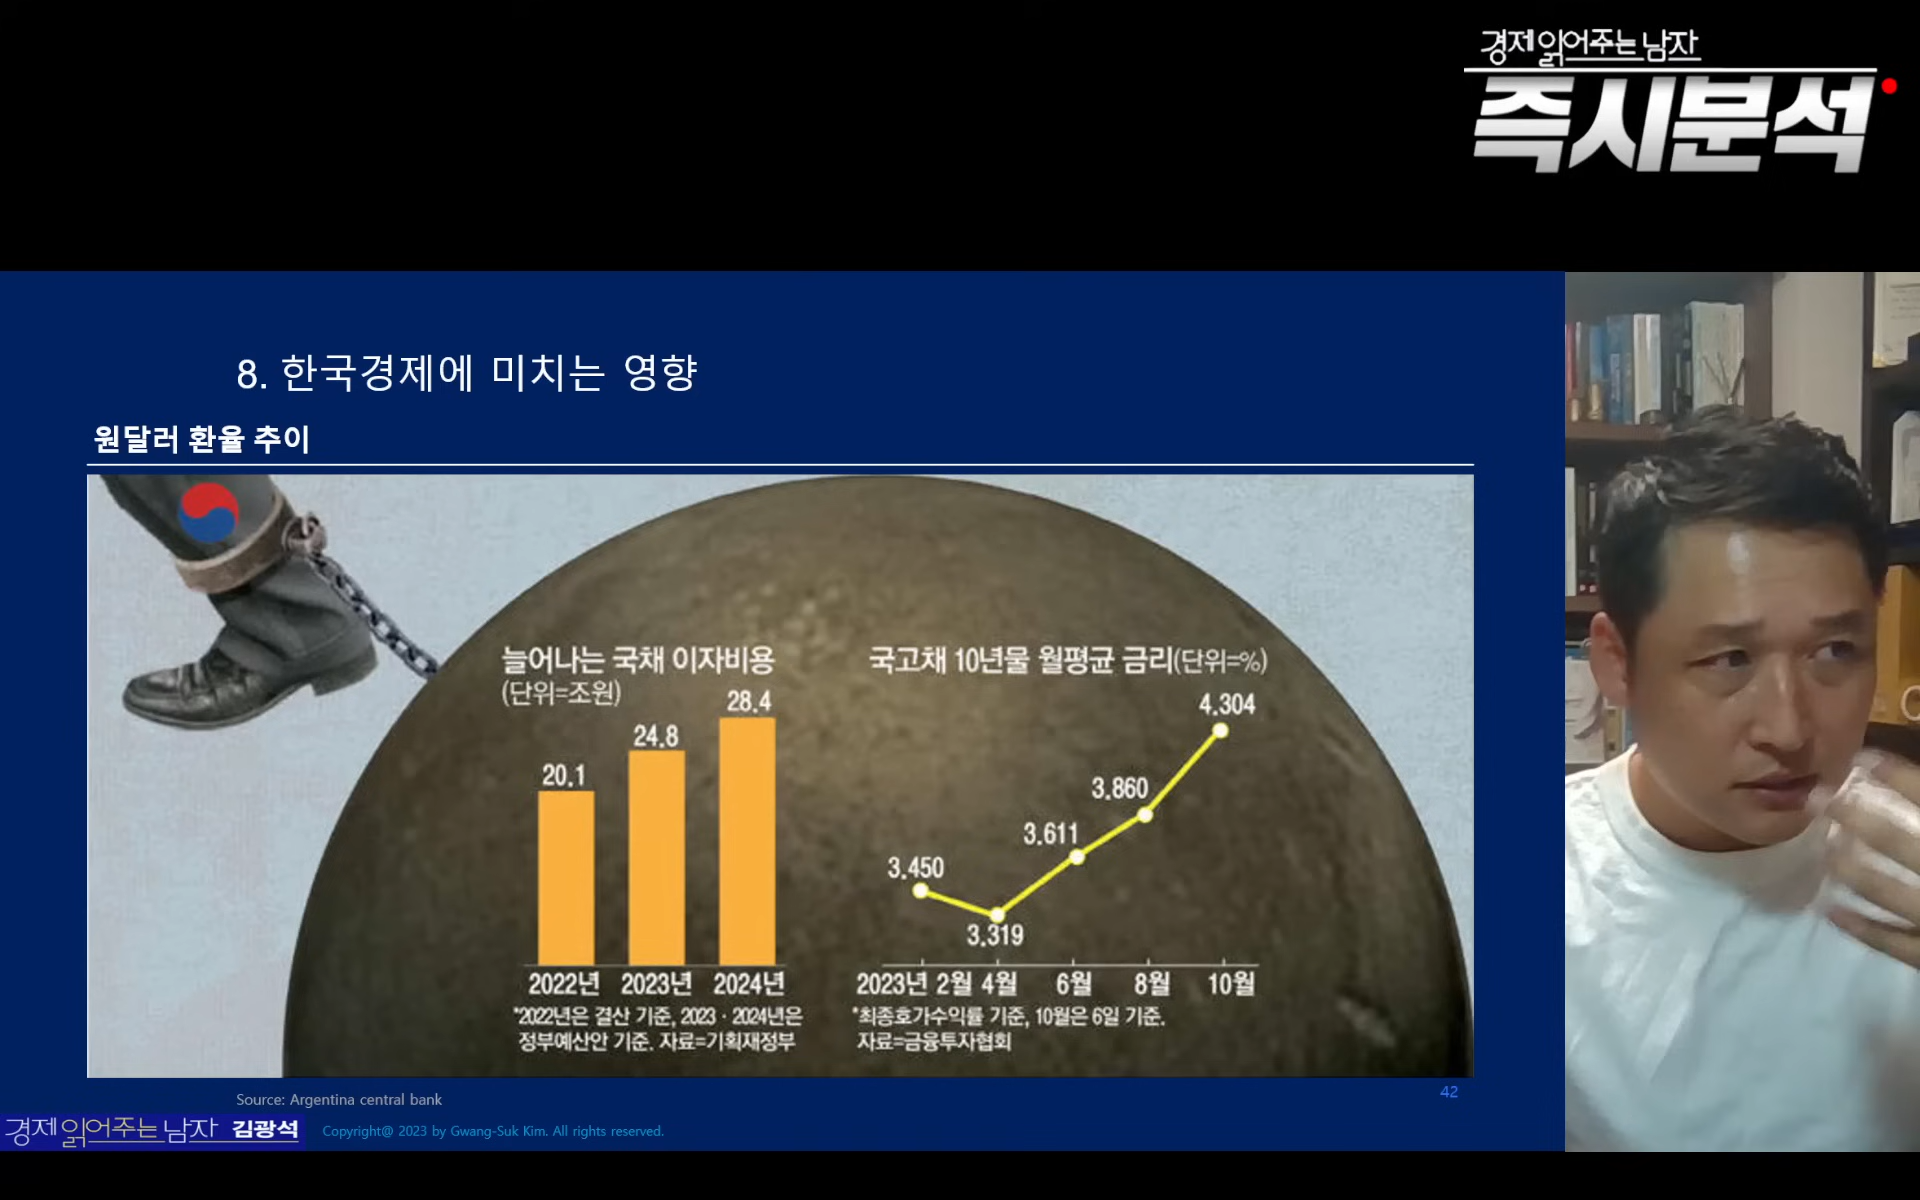 경제 읽어주는 남자
즉시분석
8. 한국경제에 미치는 영향
원달러 환율 추이
늘어나는 국채 이자비용
(단위=조원)
20.1
24.8
28.4
2022년 2023년 2024년
*2022년은 결산 기준, 2023 · 2024년은
정부예산안 기준. 자료=기획재정부
국고채 10년물 월평균 금리(단위=%)
3.450
3.319
3.611
3.860
4.304
2023년 2월 4월 6월 8월 10월
*최종호가수익률 기준, 10월은 6일 기준.
자료=금융투자협회
Source: Argentina central bank
42
경제 읽어주는 남자 김광석
Copyright@ 2023 by Gwang-Suk Kim. All rights reserved.